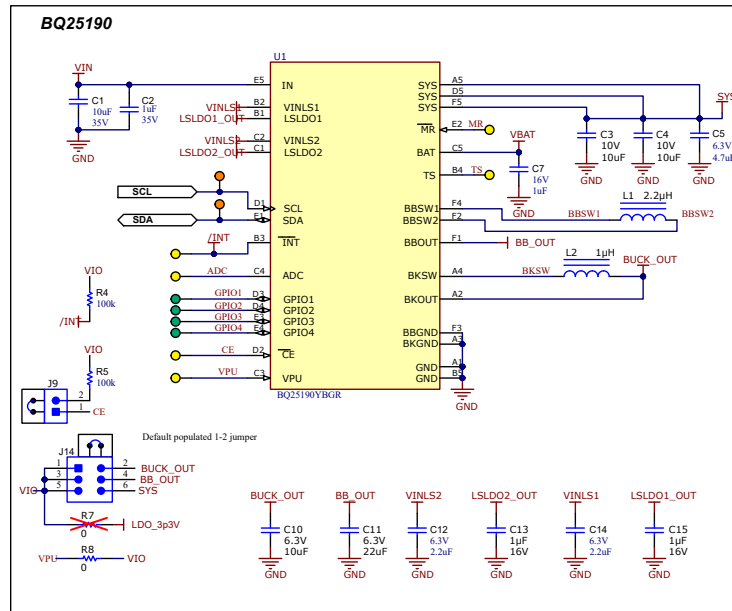 BQ25190
U1
VIN
C1
10uF
35V
C2
1uF
35V
GND
E5 IN
B2 VINLS1
VINLS1
B1 LSLDO1
LSLDO1_OUT
C2 VINLS2
VINLS2
C1 LSLDO2
LSLDO2_OUT
SCL
D1 SCL
SDA
E1 SDA
/INT
B3 INT
ADC C4 ADC
GPIO1 D3 GPIO1
GPIO2 D4 GPIO2
GPIO3 E3 GPIO3
GPIO4 E4 GPIO4
CE D2 CE
VPU C3 VPU
BQ25190YBGR
SYS A5
SYS D5
SYS F5
MR E2 MR
BAT C5
TS B4 TS
BBSW1 F4
BBSW2 F2
BBOUT F1 BB_OUT
BKSW A4 BKSW
BKOUT A2
BBGND F3
BKGND A3
GND A1
GND B5
GND
VBAT
C7
16V
1uF
GND
SYS
C3
10V
10uF
GND
C4
10V
10uF
GND
C5
6.3V
4.7uF
GND
L1 2.2µH
BBSW1 BBSW2
L2 1µH
BUCK_OUT
VIO
R4
100k
/INT
VIO
R5
100k
J9
2
1 CE
Default populated 1-2 jumper
J14
1 2 BUCK_OUT
3 4 BB_OUT
5 6 SYS
VIO
R7
0
LDO_3p3V
VPU R8 VIO
0
BUCK_OUT
C10
6.3V
10uF
GND
BB_OUT
C11
6.3V
22uF
GND
VINLS2
C12
6.3V
2.2uF
GND
LSLDO2_OUT
C13
1µF
16V
GND
VINLS1
C14
6.3V
2.2uF
GND
LSLDO1_OUT
C15
1µF
16V
GND